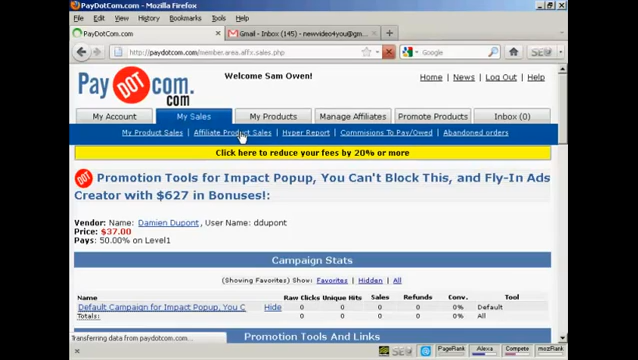 PayDotCom.com - Mozilla Firefox
File Edit View History Bookmarks Tools Help
PayDotCom.com
Gmail - Inbox (145) - newvideo4you@gm...
http://paydotcom.com/member.area.affr.sales.php
Google
Pay DOT com.
com
Welcome Sam Owen!
Home | News | Log Out | Help
My Account My Sales My Products Manage Affiliates Promote Products Inbox (0)
My Product Sales | Affiliate Product Sales | Hyper Report | Commisions To Pay/Owed | Abandoned orders
Click here to reduce your fees by 20% or more
DOT Promotion Tools for Impact Popup, You Can't Block This, and Fly-In Ads
Creator with $627 in Bonuses!:
Vendor: Name: Damien Dupont, User Name: ddupont
Price: $37.00
Pays: 50.00% on Level1
Campaign Stats
(Showing Favorites) Show: Favorites | Hidden | All
Name Raw Clicks Unique Hits Sales Refunds Conv. Tool
Default Campaign for Impact Popup, You C Hide 0 0 0 0 0% Default
Totals: 0 0 0 0 0% All
Promotion Tools And Links
Transferring data from paydotcom.com...
PageRank Alexa Compete mozRank